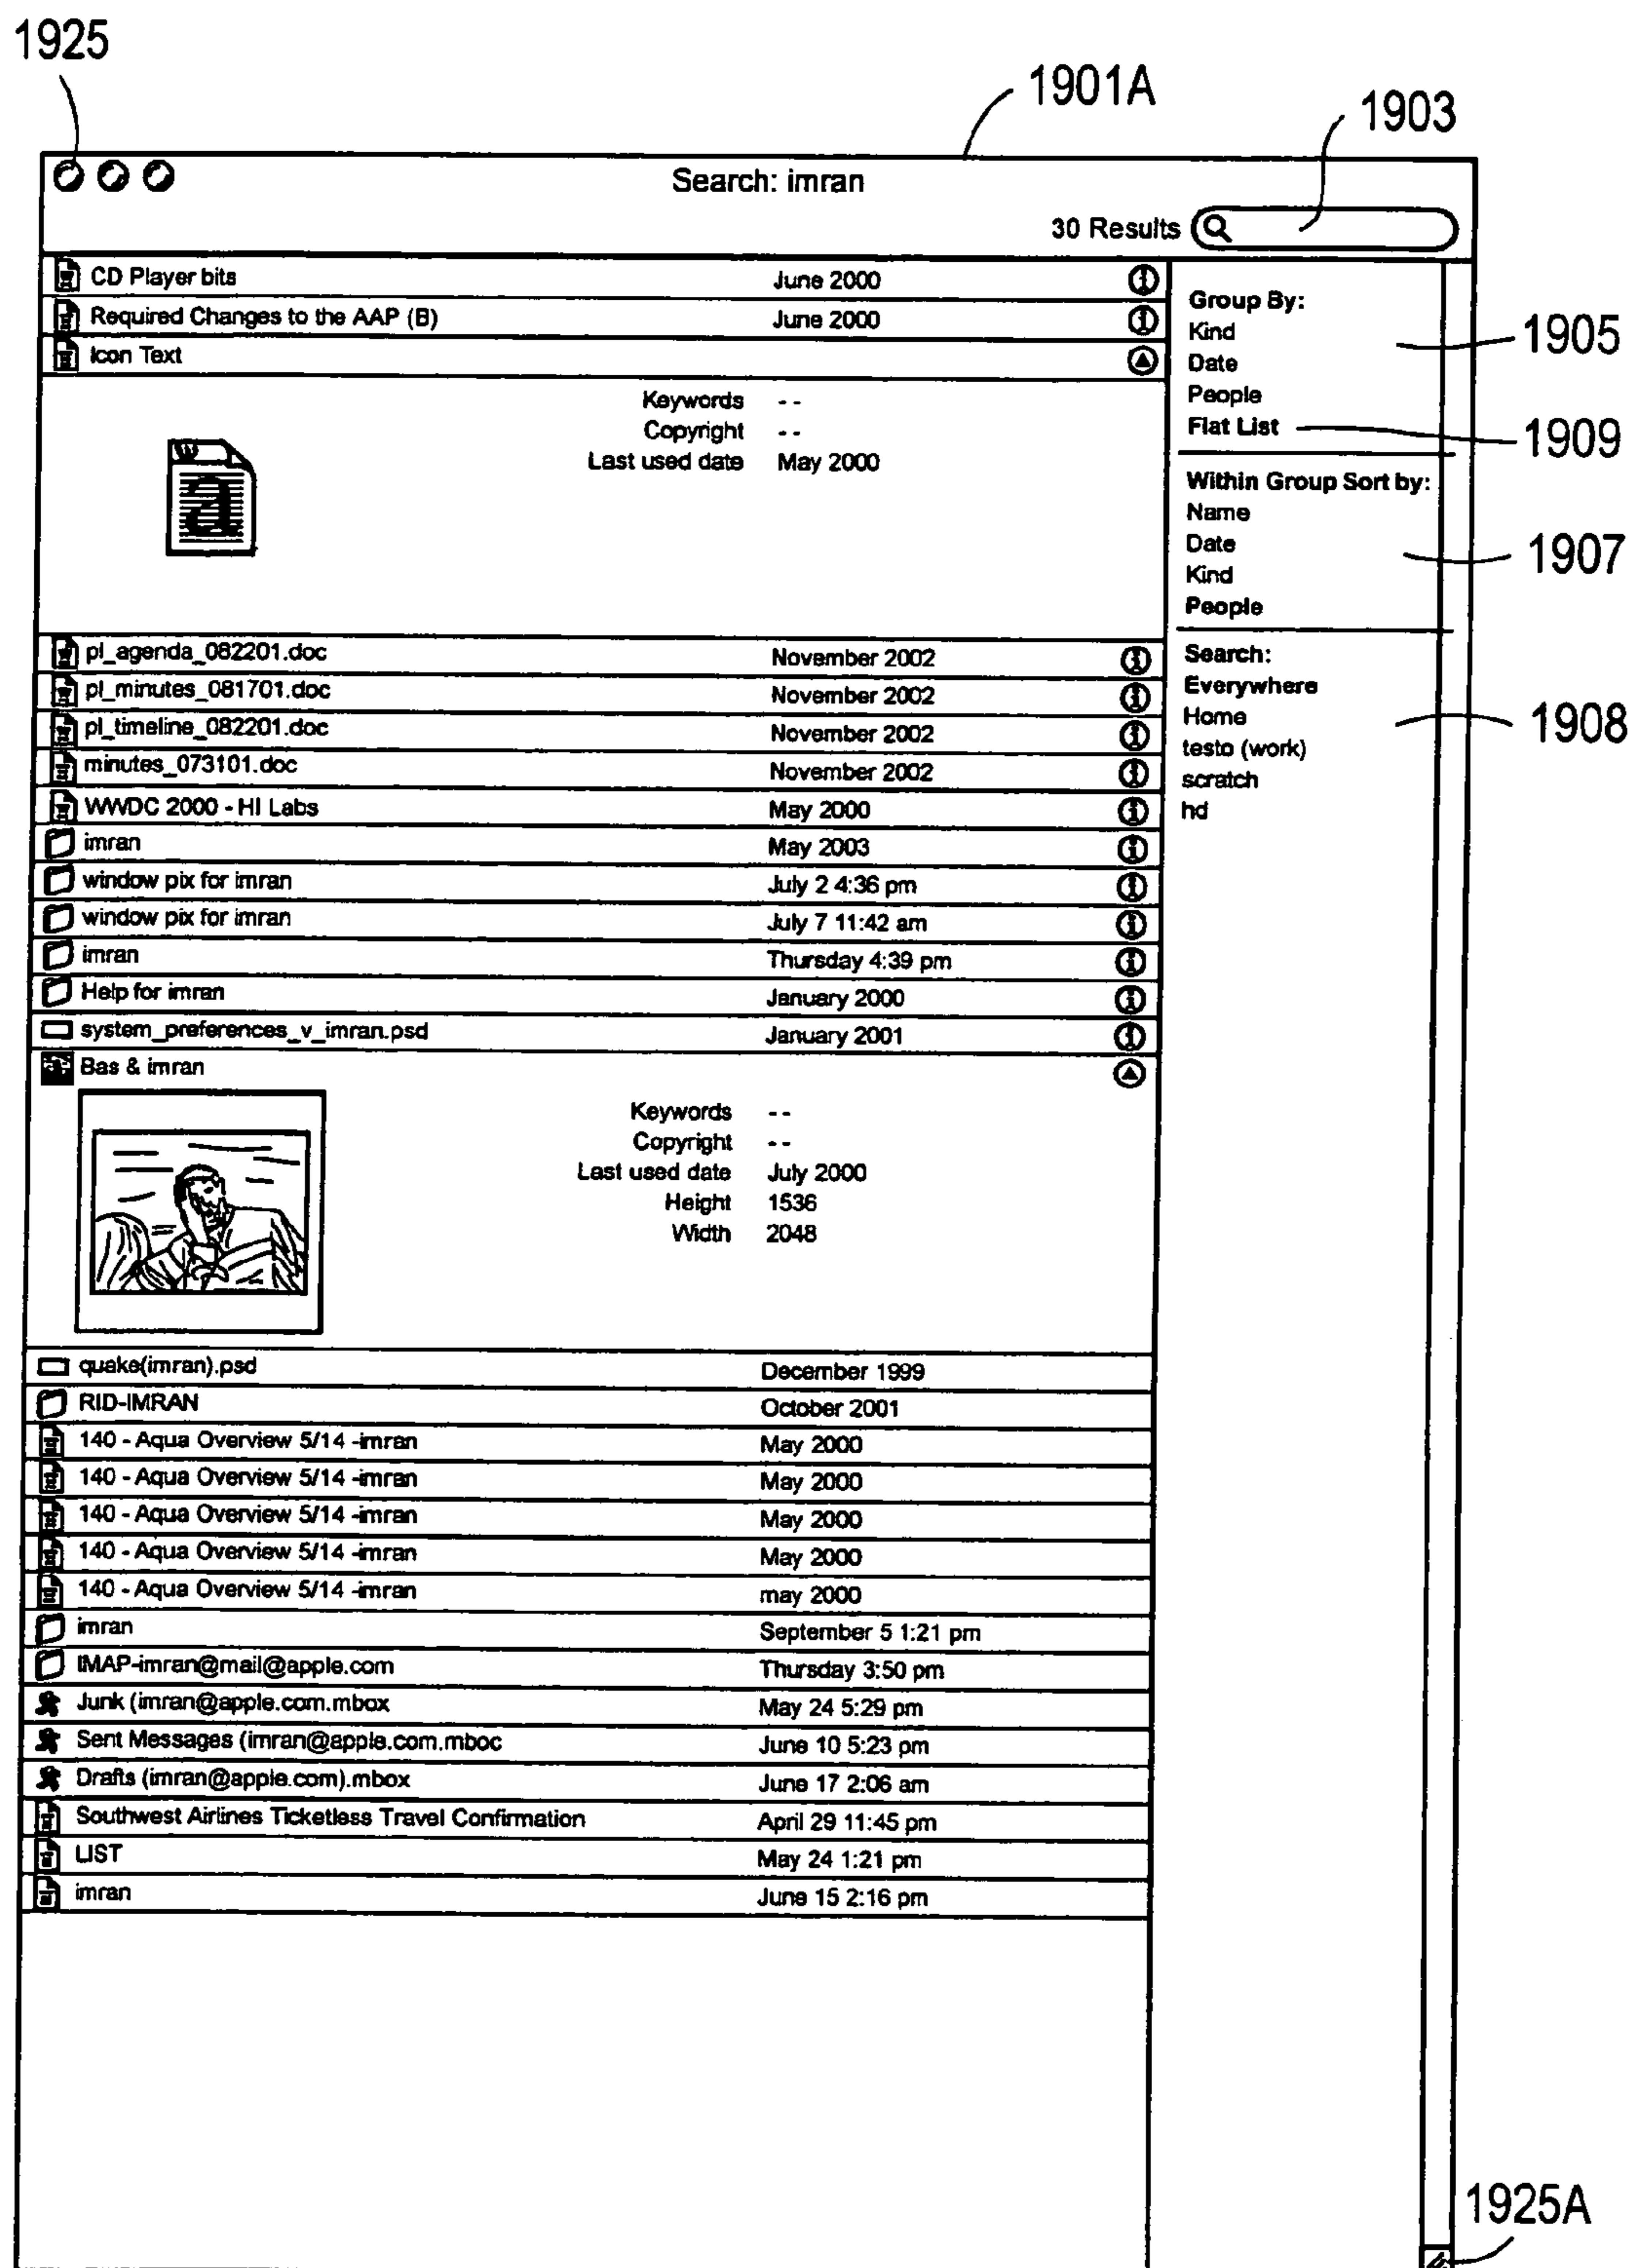 1925
1901A
1903
Search: imran
30 Results
CD Player bits June 2000
Required Changes to the AAP (B) June 2000
Icon Text
Keywords --
Copyright --
Last used date May 2000
a
pl_agenda_082201.doc November 2002
pl_minutes_081701.doc November 2002
pl_timeline_082201.doc November 2002
minutes_073101.doc November 2002
WWDC 2000 - HI Labs May 2000
imran May 2003
window pix for imran July 2 4:36 pm
window pix for imran July 7 11:42 am
imran Thursday 4:39 pm
Help for imran January 2000
system_preferences_v_imran.psd January 2001
Bas & imran
Keywords --
Copyright --
Last used date July 2000
Height 1536
Width 2048
quake(imran).psd December 1999
RID-IMRAN October 2001
140 - Aqua Overview 5/14 -imran May 2000
140 - Aqua Overview 5/14 -imran May 2000
140 - Aqua Overview 5/14 -imran May 2000
140 - Aqua Overview 5/14 -imran May 2000
140 - Aqua Overview 5/14 -imran may 2000
imran September 5 1:21 pm
IMAP-imran@mail@apple.com Thursday 3:50 pm
Junk (imran@apple.com.mbox May 24 5:29 pm
Sent Messages (imran@apple.com.mboc June 10 5:23 pm
Drafts (imran@apple.com).mbox June 17 2:06 am
Southwest Airlines Ticketless Travel Confirmation April 29 11:45 pm
LIST May 24 1:21 pm
imran June 15 2:16 pm
Group By:
Kind
Date
People
Flat List
Within Group Sort by:
Name
Date
Kind
People
Search:
Everywhere
Home
testo (work)
scratch
hd
1905
1909
1907
1908
1925A